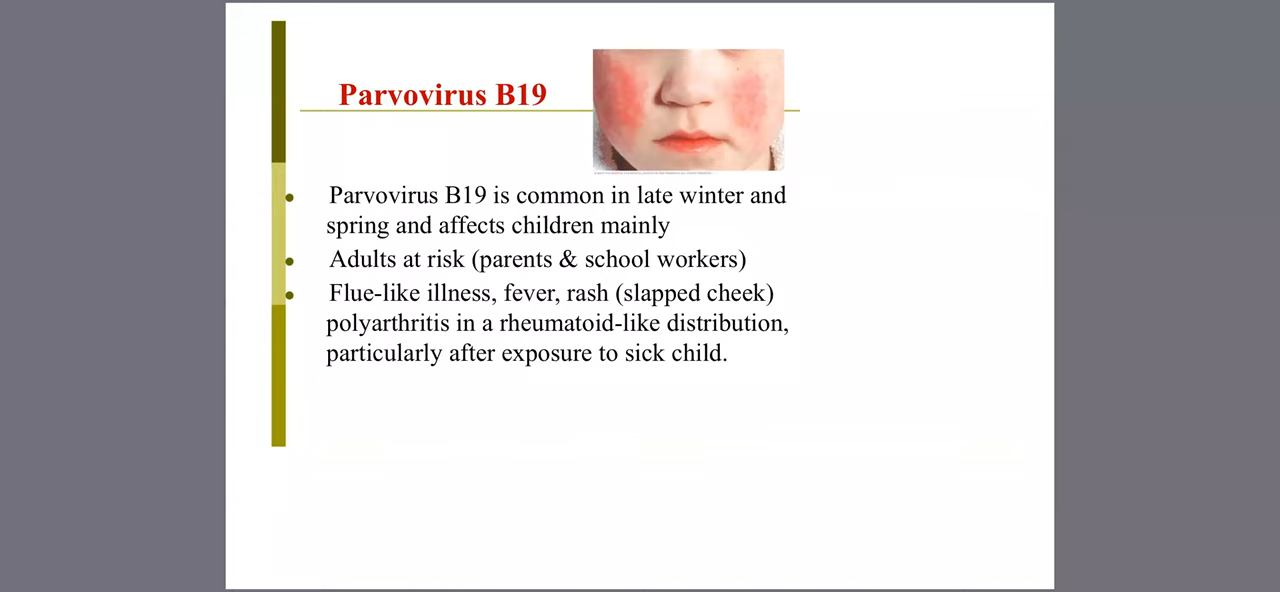 Parvovirus B19
Parvovirus B19 is common in late winter and
spring and affects children mainly
Adults at risk (parents & school workers)
Flue-like illness, fever, rash (slapped cheek)
polyarthritis in a rheumatoid-like distribution,
particularly after exposure to sick child.